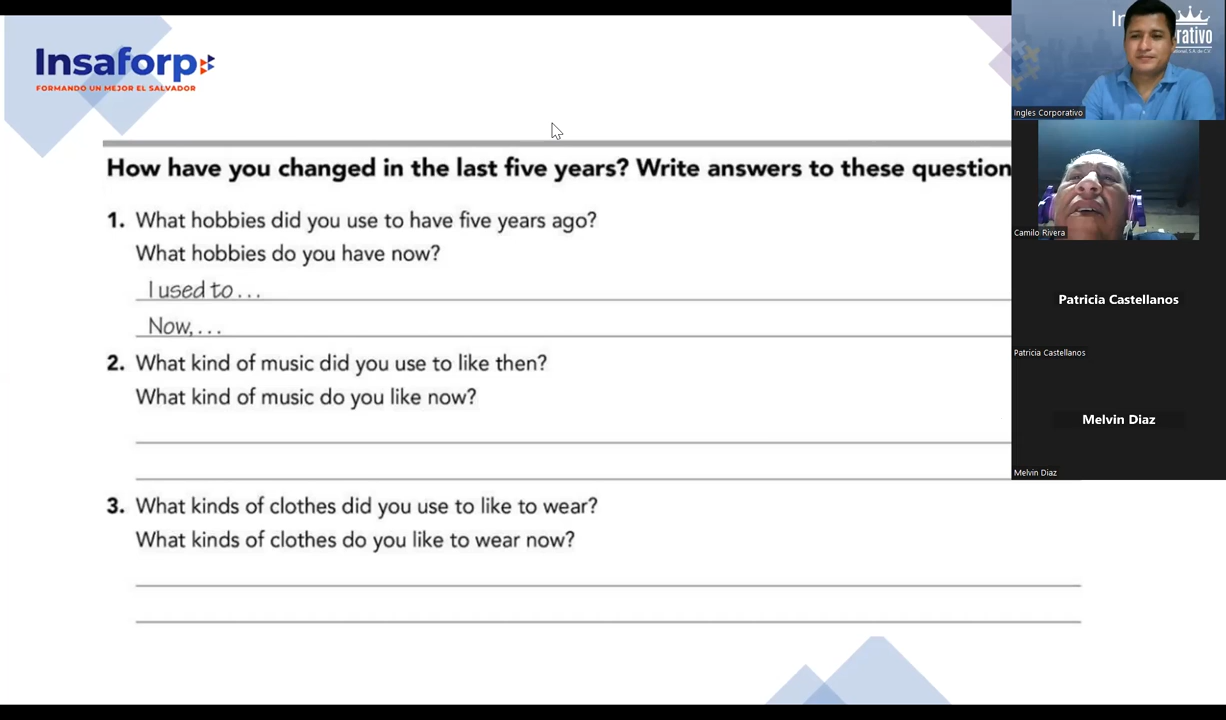 Insaforp
FORMANDO UN MEJOR EL SALVADOR
How have you changed in the last five years? Write answers to these question
1. What hobbies did you use to have five years ago?
What hobbies do you have now?
I used to . . .
Now, . . .
2. What kind of music did you use to like then?
What kind of music do you like now?
3. What kinds of clothes did you use to like to wear?
What kinds of clothes do you like to wear now?
In
rativo
Ingles Corporativo
Camilo Rivera
Patricia Castellanos
Patricia Castellanos
Melvin Diaz
Melvin Diaz